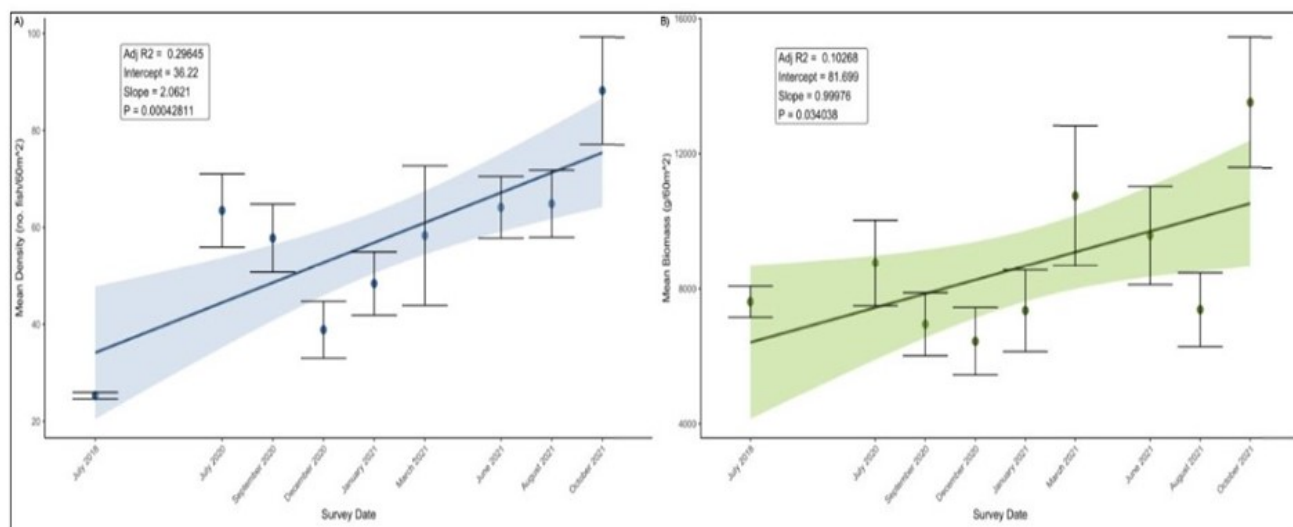 A)
Adj R2 = 0.29645
Intercept = 36.22
Slope = 2.0621
P = 0.00042811
Mean Density (no. fish/60m^2)
100
80
60
40
20
July 2018
July 2020
September 2020
December 2020
January 2021
March 2021
June 2021
August 2021
October 2021
Survey Date
B)
Adj R2 = 0.10268
Intercept = 81.699
Slope = 0.99976
P = 0.034038
Mean Biomass (g/60m^2)
16000
12000
8000
4000
July 2018
July 2020
September 2020
December 2020
January 2021
March 2021
June 2021
August 2021
October 2021
Survey Date